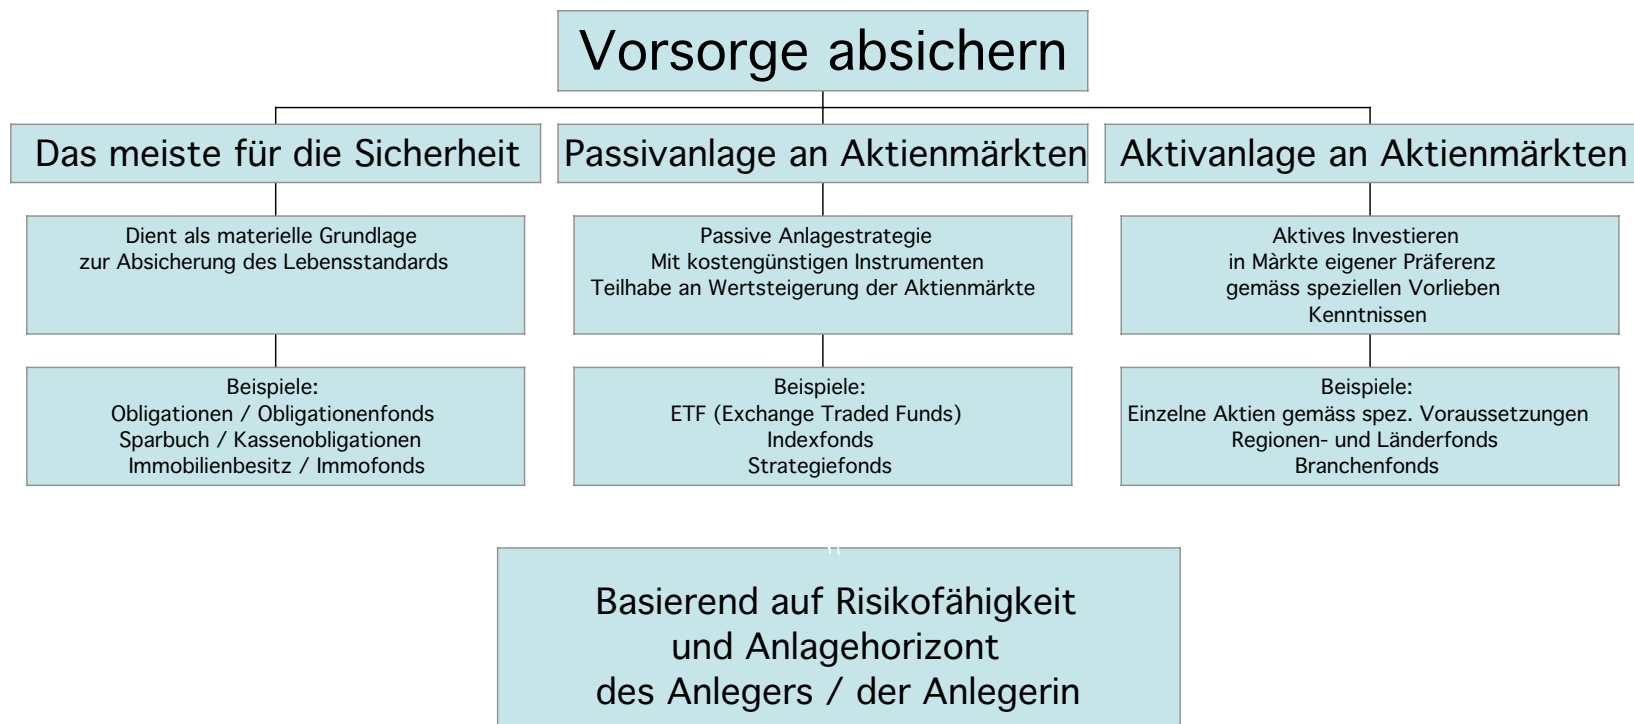 Vorsorge absichern
Das meiste für die Sicherheit
Passivanlage an Aktienmärkten
Aktivanlage an Aktienmärkten
Dient als materielle Grundlage
zur Absicherung des Lebensstandards
Passive Anlagestrategie
Mit kostengünstigen Instrumenten
Teilhabe an Wertsteigerung der Aktienmärkte
Aktives Investieren
in Màrkte eigener Präferenz
gemäss speziellen Vorlieben
Kenntnissen
Beispiele:
Obligationen / Obligationenfonds
Sparbuch / Kassenobligationen
Immobilienbesitz / Immofonds
Beispiele:
ETF (Exchange Traded Funds)
Indexfonds
Strategiefonds
Beispiele:
Einzelne Aktien gemäss spez. Voraussetzungen
Regionen- und Länderfonds
Branchenfonds
Basierend auf Risikofähigkeit
und Anlagehorizont
des Anlegers / der Anlegerin